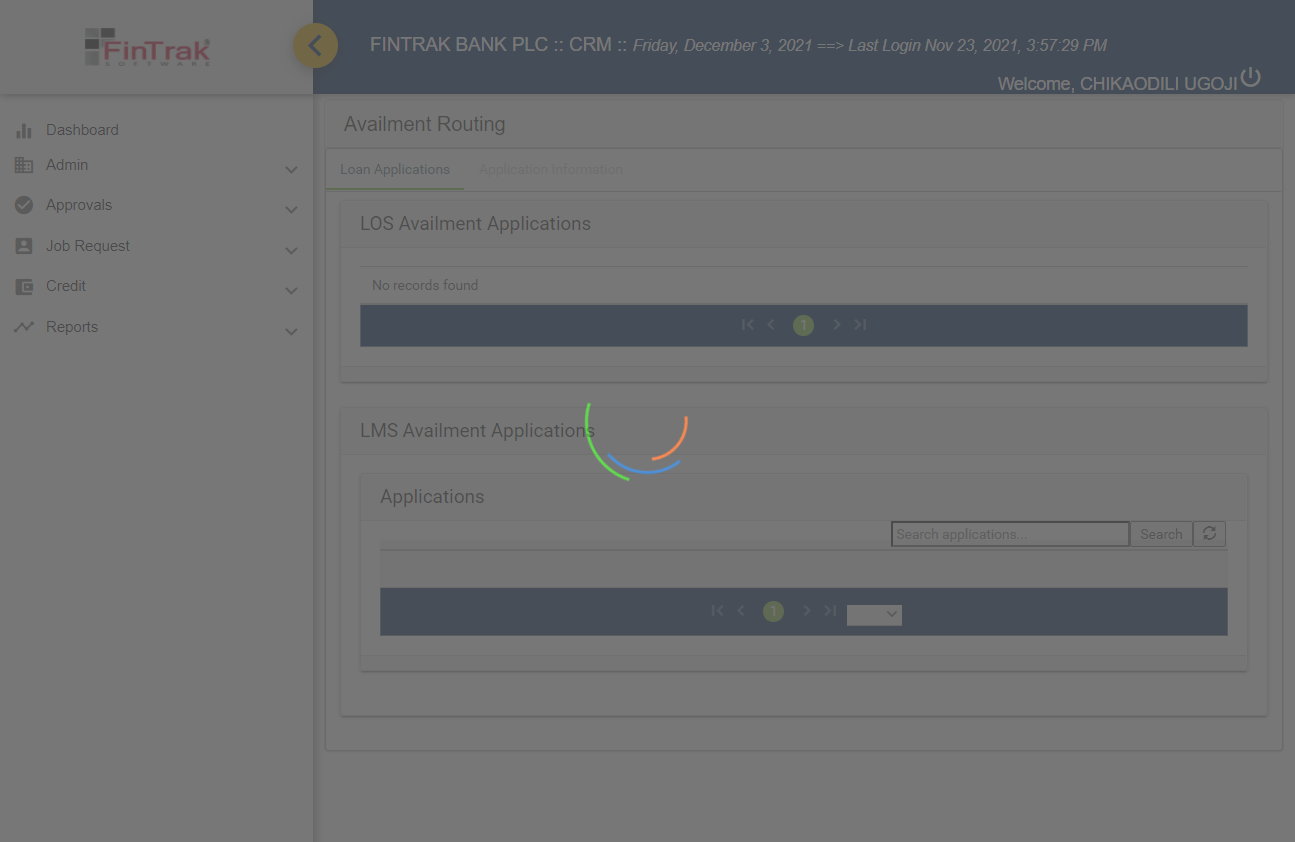 FinTrak
SOFTWARE
FINTRAK BANK PLC :: CRM :: Friday, December 3, 2021 ==> Last Login Nov 23, 2021, 3:57:29 PM
Welcome, CHIKAODILI UGOJI
Dashboard
Admin
Approvals
Job Request
Credit
Reports
Availment Routing
Loan Applications
Application Information
LOS Availment Applications
No records found
1
LMS Availment Applications
Applications
Search applications...
Search
1